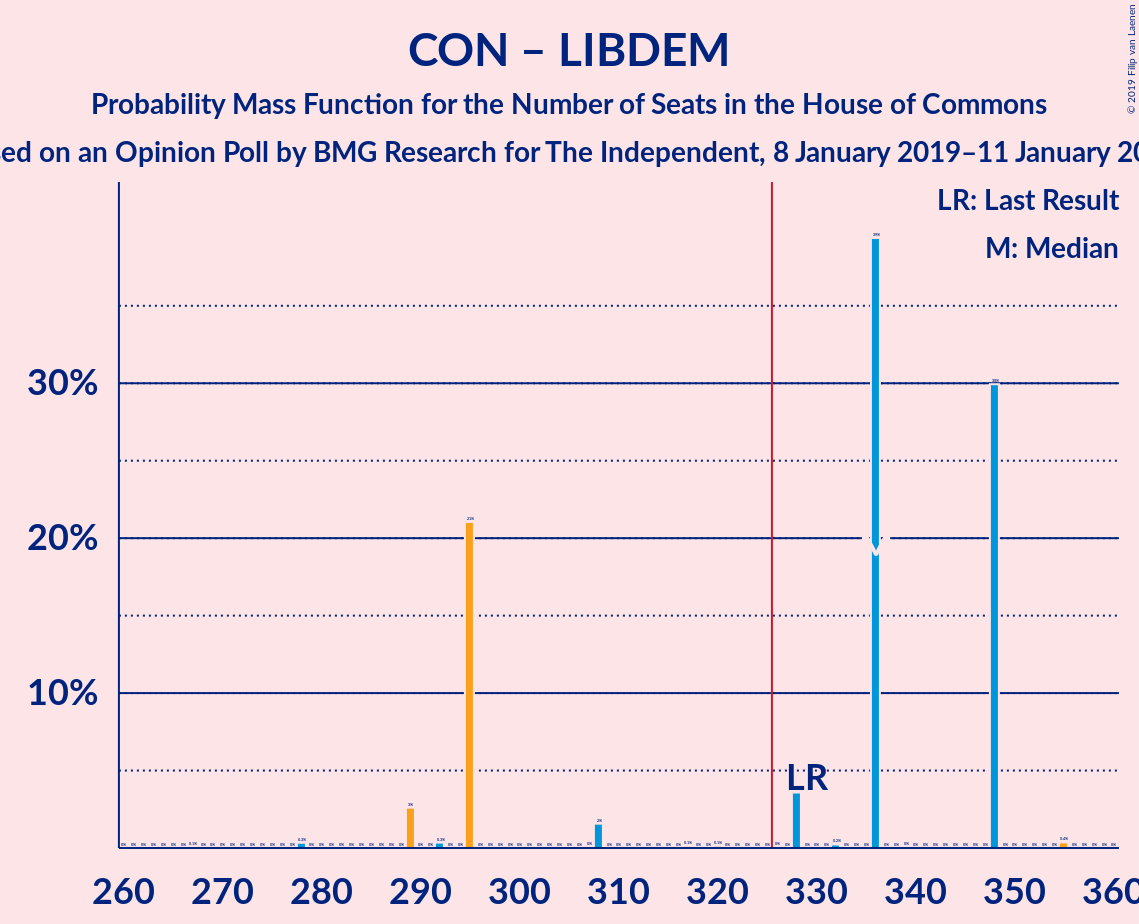 CON – LIBDEM
Probability Mass Function for the Number of Seats in the House of Commons
sed on an Opinion Poll by BMG Research for The Independent, 8 January 2019–11 January 20
© 2019 Filip van Laenen
LR: Last Result
M: Median
30%
20%
10%
LR
260 270 280 290 300 310 320 330 340 350 360